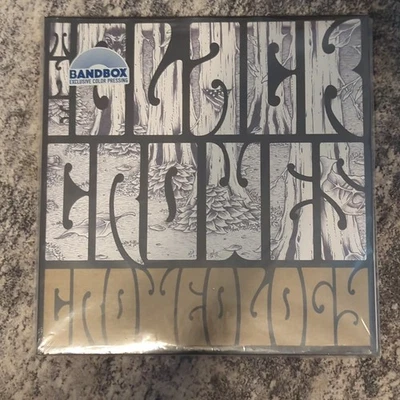 BANDBOX
EXCLUSIVE COLOR PRESSING
THE BLACK
CROWES
CROWEOLOGY